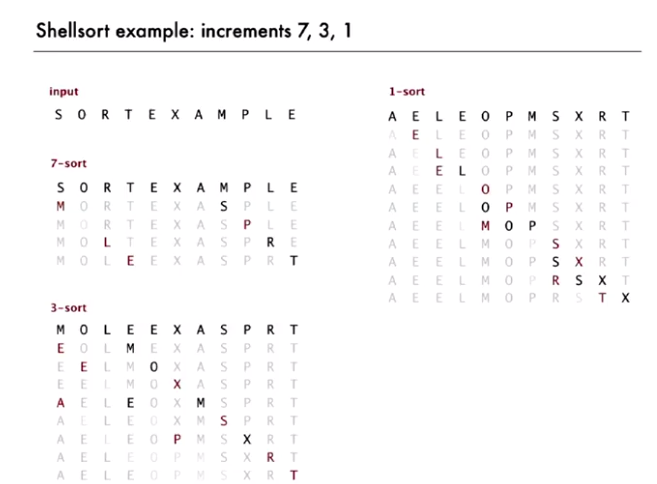 Shellsort example: increments 7, 3, 1
input
S O R T E X A M P L E
7-sort
S O R T E X A M P L E
M O R T E X A S P L E
M O R T E X A S P L E
M O L T E X A S P R E
M O L E E X A S P R T
3-sort
M O L E E X A S P R T
E O L M E X A S P R T
E E L M O X A S P R T
E E L M O X A S P R T
A E L E O X M S P R T
A E L E O X M S P R T
A E L E O P M S X R T
A E L E O P M S X R T
A E L E O P M S X R T
1-sort
A E L E O P M S X R T
A E L E O P M S X R T
A E L E O P M S X R T
A E E L O P M S X R T
A E E L O P M S X R T
A E E L O P M S X R T
A E E L M O P S X R T
A E E L M O P S X R T
A E E L M O P S X R T
A E E L M O P R S X T
A E E L M O P R S T X